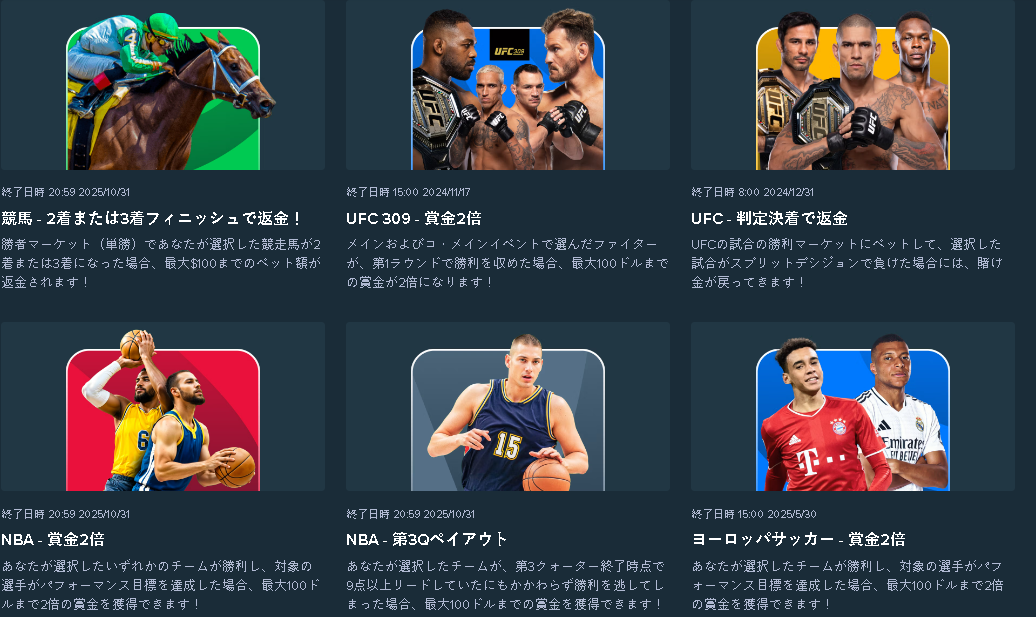 4
UFC 309
UFC
UFC
UFC
UFC
UFC
終了日時 20:59 2025/10/31
競馬 - 2着または3着フィニッシュで返金！
勝者マーケット（単勝）であなたが選択した競走馬が2
着または3着になった場合、最大$100までのベット額が
返金されます！
終了日時 15:00 2024/11/17
UFC 309 - 賞金2倍
メインおよびコ・メインイベントで選んだファイター
が、第1ラウンドで勝利を収めた場合、最大100ドルまで
の賞金が2倍になります！
終了日時 8:00 2024/12/31
UFC - 判定決着で返金
UFCの試合の勝利マーケットにベットして、選択した
試合がスプリットデシジョンで負けた場合には、賭け
金が戻ってきます！
6
15
T
Emirates
FLY BETTER
終了日時 20:59 2025/10/31
NBA - 賞金2倍
あなたが選択したいずれかのチームが勝利し、対象の
選手がパフォーマンス目標を達成した場合、最大100ド
ルまで2倍の賞金を獲得できます！
終了日時 20:59 2025/10/31
NBA - 第3Qペイアウト
あなたが選択したチームが、第3クォーター終了時点で
9点以上リードしていたにもかかわらず勝利を逃してし
まった場合、最大100ドルまでの賞金を獲得できます！
終了日時 15:00 2025/5/30
ヨーロッパサッカー - 賞金2倍
あなたが選択したチームが勝利し、対象の選手がパフ
ォーマンス目標を達成した場合、最大100ドルまで2倍
の賞金を獲得できます！